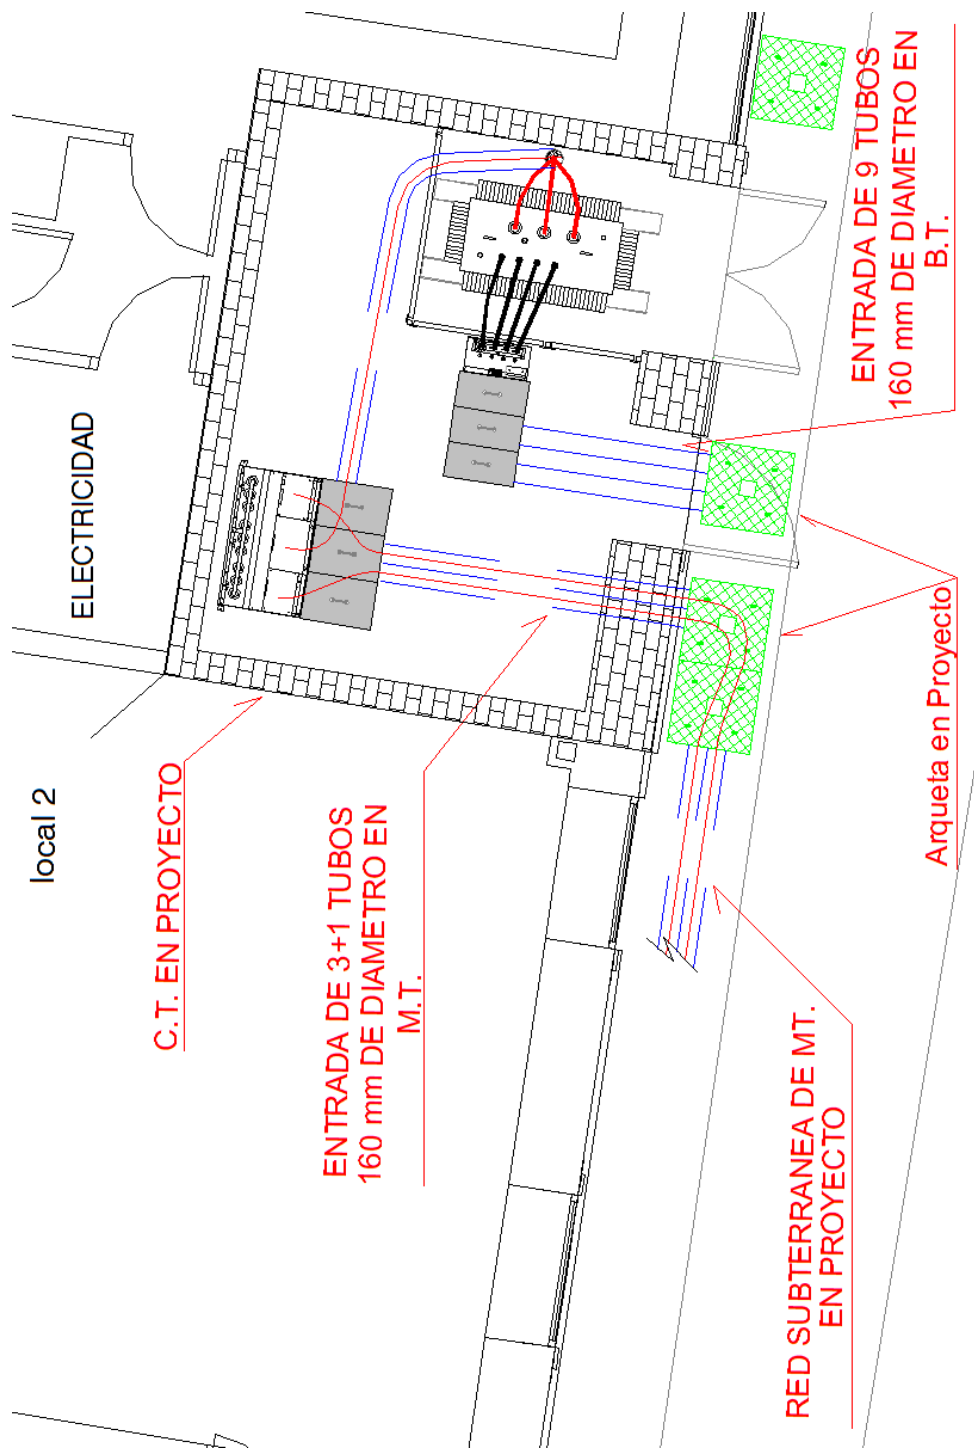 ELECTRICIDAD
local 2
C.T. EN PROYECTO
ENTRADA DE 3+1 TUBOS
160 mm DE DIAMETRO EN
M.T.
ENTRADA DE 9 TUBOS
160 mm DE DIAMETRO EN
B.T.
Arqueta en Proyecto
RED SUBTERRANEA DE MT.
EN PROYECTO